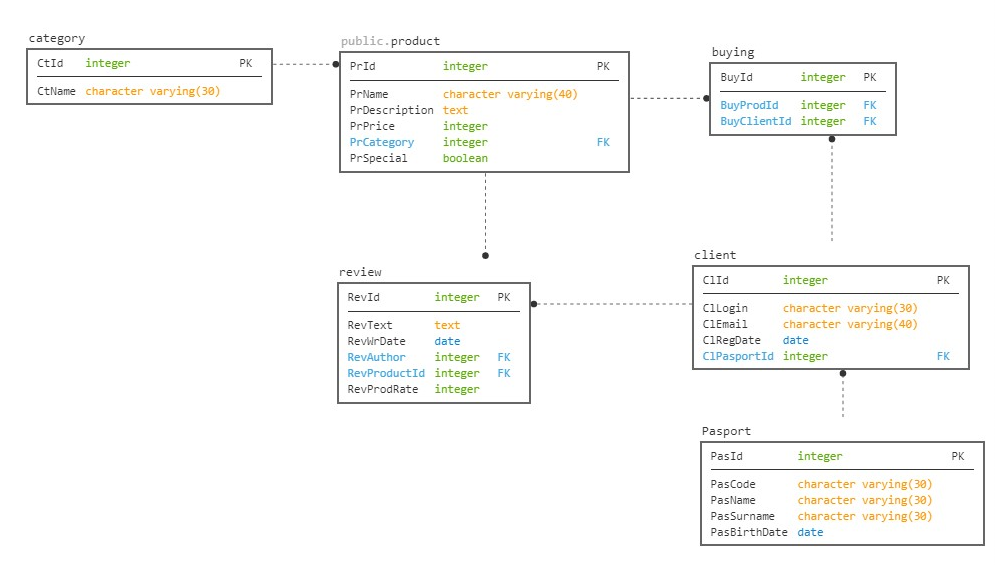 category
CtId integer PK
CtName character varying(30)
public.product
PrId integer PK
PrName character varying(40)
PrDescription text
PrPrice integer
PrCategory integer FK
PrSpecial boolean
buying
BuyId integer PK
BuyProdId integer FK
BuyClientId integer FK
review
RevId integer PK
RevText text
RevWrDate date
RevAuthor integer FK
RevProductId integer FK
RevProdRate integer
client
ClId integer PK
ClLogin character varying(30)
ClEmail character varying(40)
ClRegDate date
ClPasportId integer FK
Pasport
PasId integer PK
PasCode character varying(30)
PasName character varying(30)
PasSurname character varying(30)
PasBirthDate date